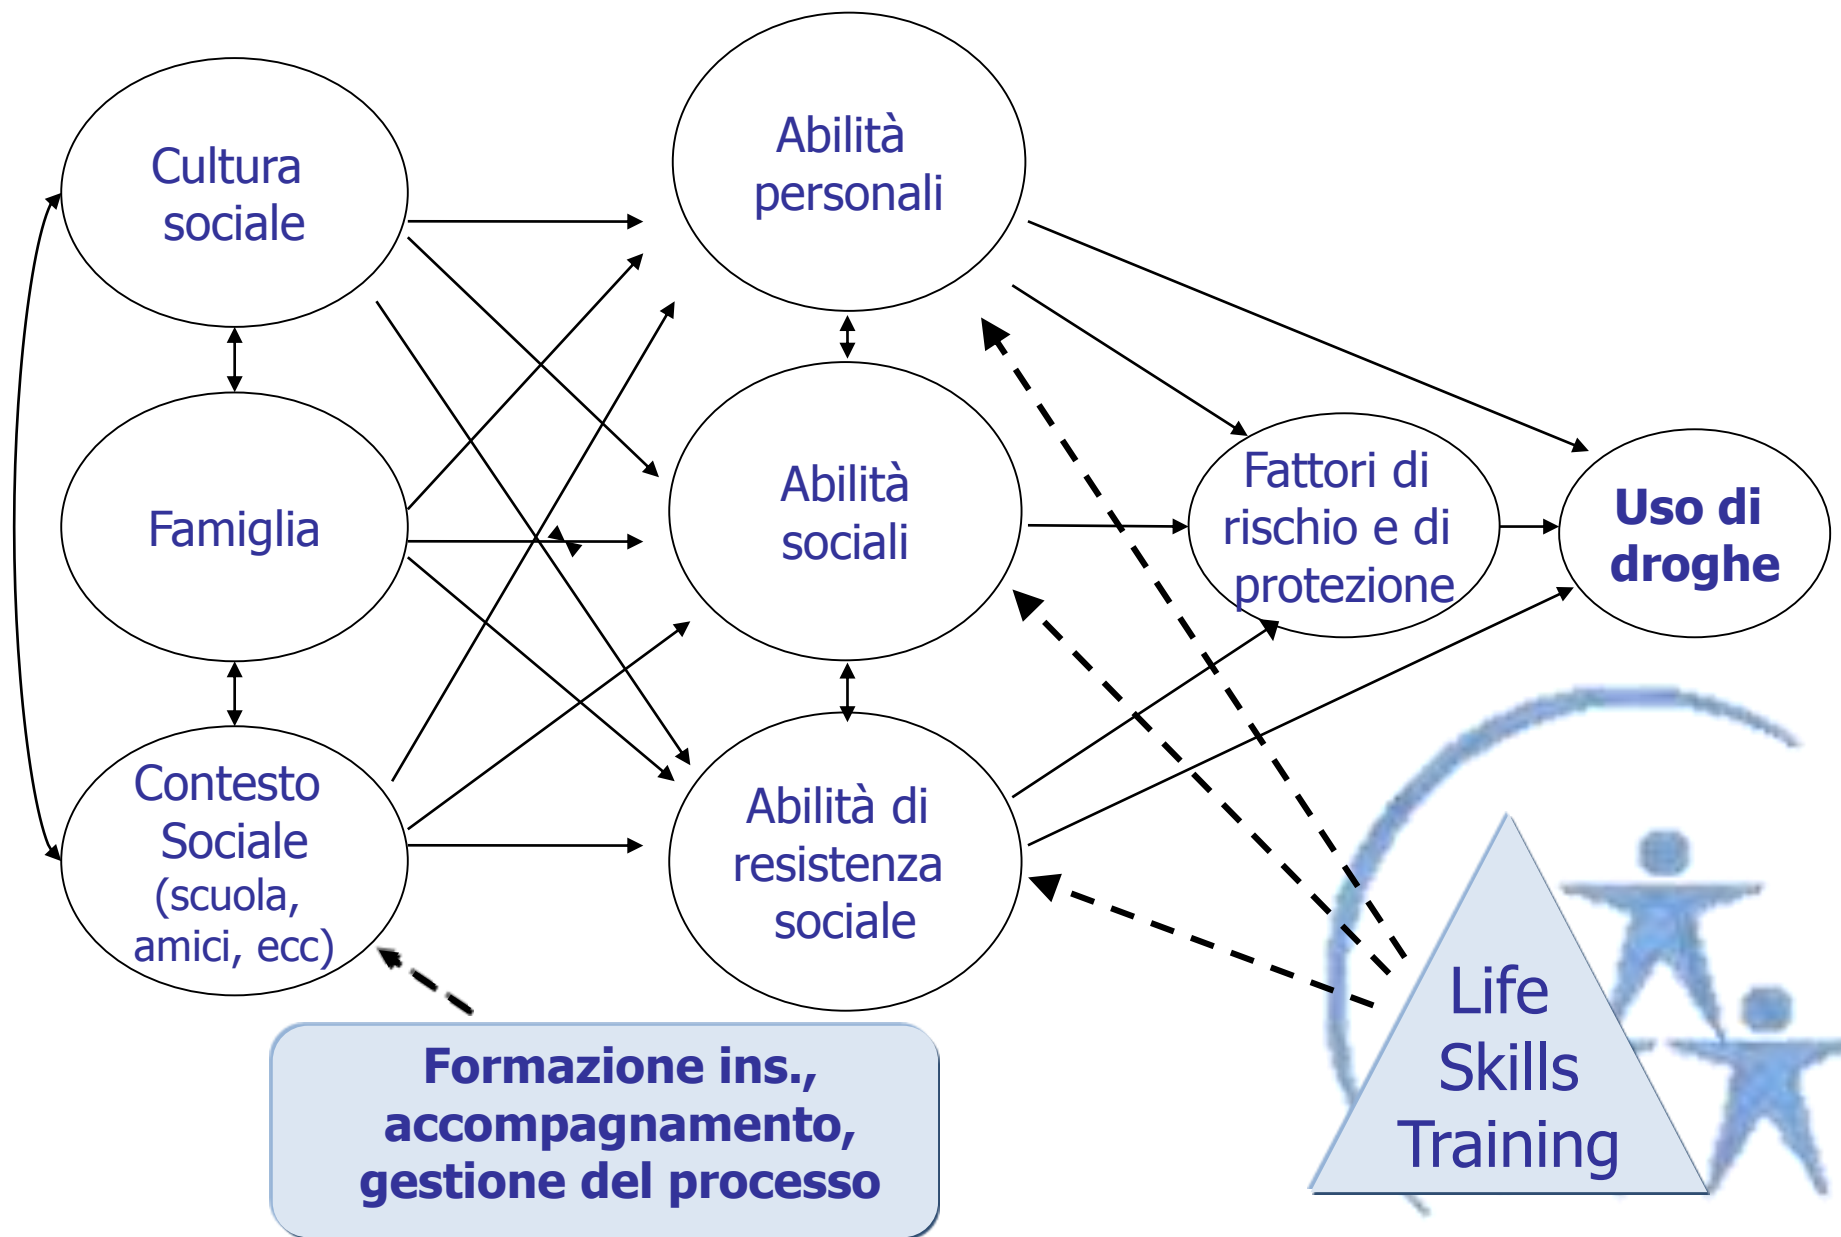 Cultura
sociale
Famiglia
Contesto
Sociale
(scuola,
amici, ecc)
Abilità
personali
Abilità
sociali
Abilità di
resistenza
sociale
Fattori di
rischio e di
protezione
Uso di
droghe
Formazione ins.,
accompagnamento,
gestione del processo
Life
Skills
Training